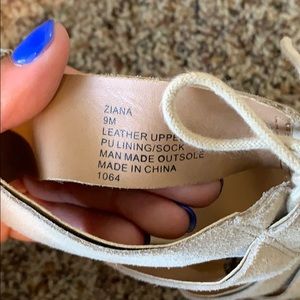 ZIANA
9M
LEATHER UPPER
PU LINING/SOCK
MAN MADE OUTSOLE
MADE IN CHINA
1064